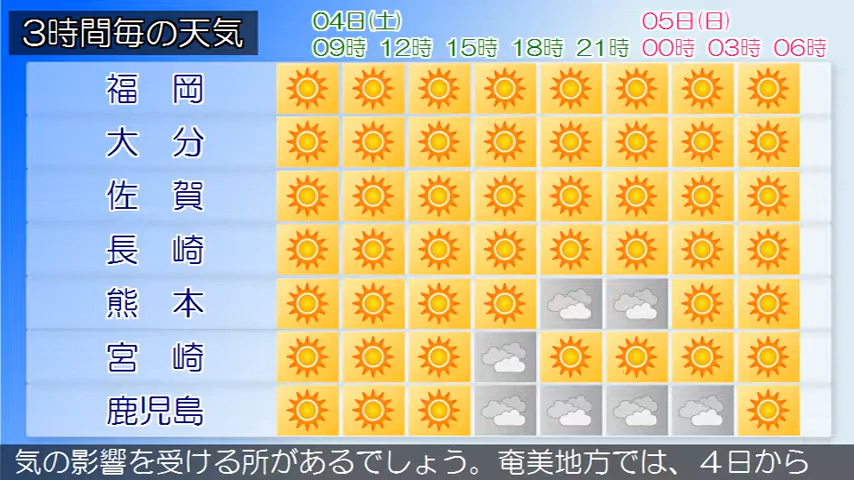 3時間毎の天気
04日(土) 05日(日)
09時 12時 15時 18時 21時 00時 03時 06時
福岡
大分
佐賀
長崎
熊本
宮崎
鹿児島
気の影響を受ける所があるでしょう。奄美地方では、4日から